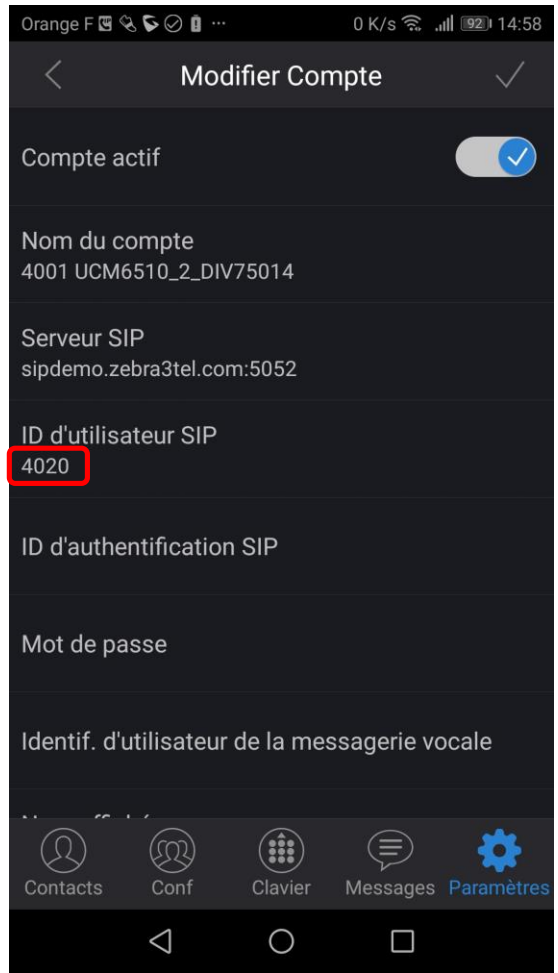 Orange F ... 0 K/s 92 14:58
Modifier Compte
Compte actif
Nom du compte
4001 UCM6510_2_DIV75014
Serveur SIP
sipdemo.zebra3tel.com:5052
ID d'utilisateur SIP
4020
ID d'authentification SIP
Mot de passe
Identif. d'utilisateur de la messagerie vocale
Contacts Conf Clavier Messages Paramètres